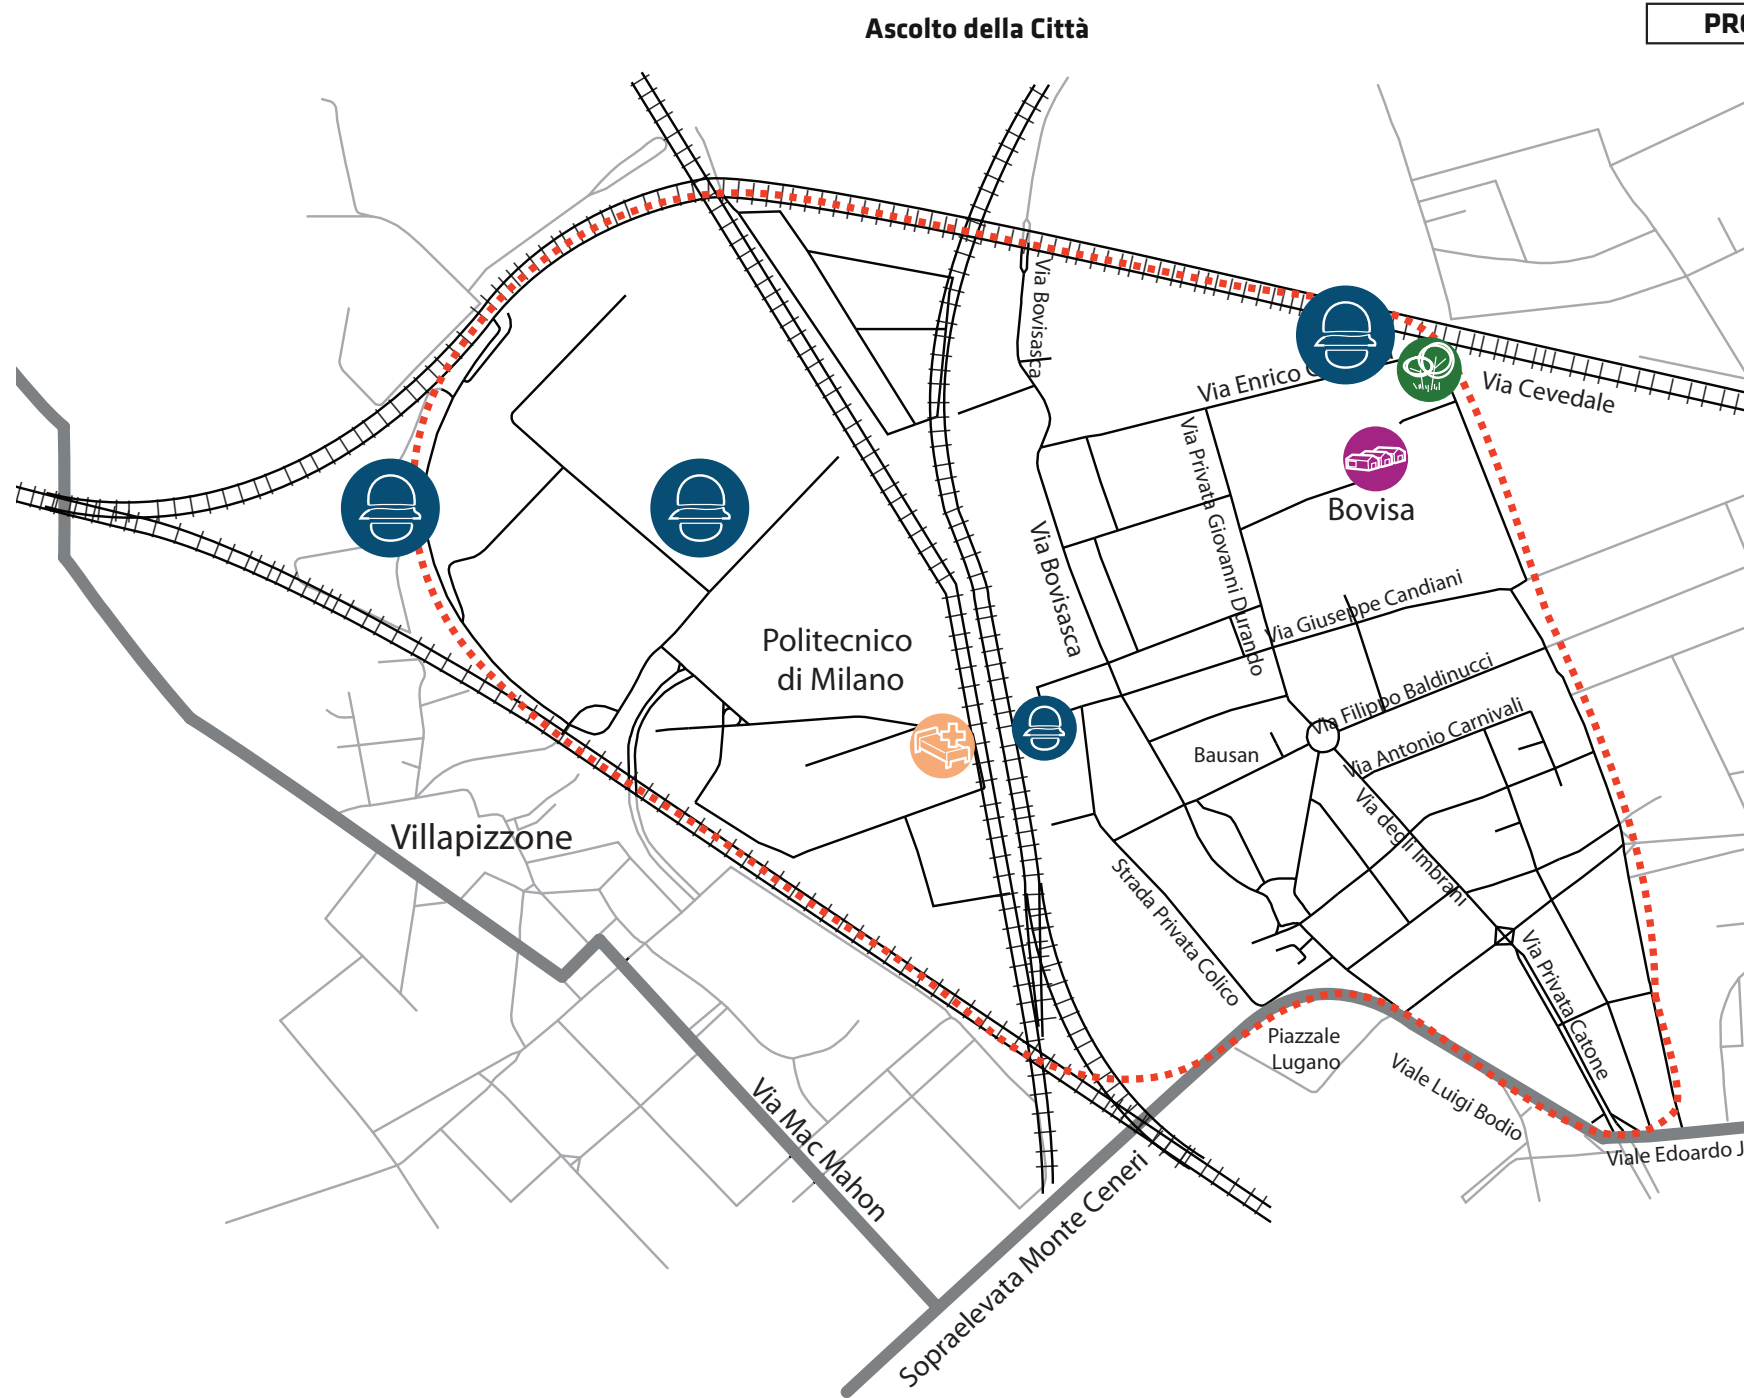 Ascolto della Città
Via Bovisasca
Via Enrico
Via Cevedale
Via Privata Giovanni Durando
Bovisa
Via Bovisasca
Via Giuseppe Candiani
Politecnico
di Milano
Via Filippo Baldinucci
Via Antonio Carnivali
Bausan
Via degli Imbrani
Villapizzone
Strada Privata Colico
Via Privata Catone
Piazzale
Lugano
Viale Luigi Bodio
Via Mac Mahon
Viale Edoardo
Sopraelevata Monte Ceneri